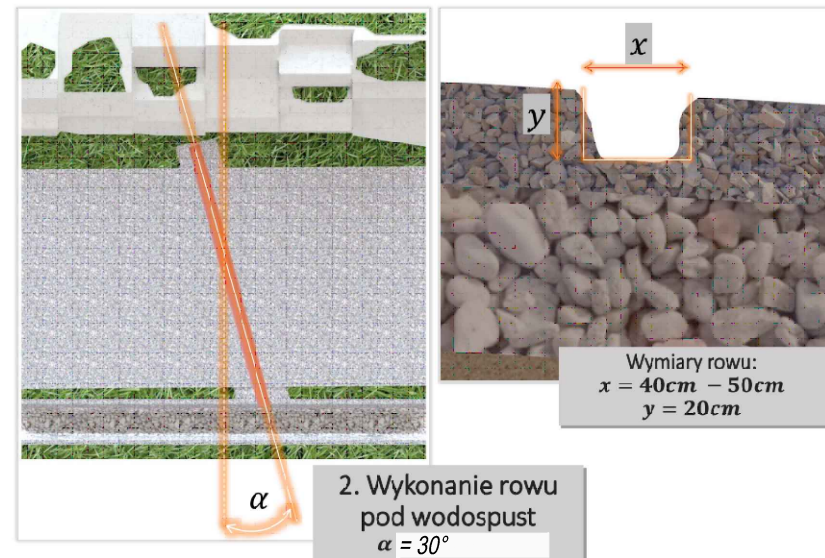 x
y
Wymiary rowu:
x = 40cm − 50cm
y = 20cm
α
2. Wykonanie rowu
pod wodospust
α = 30°